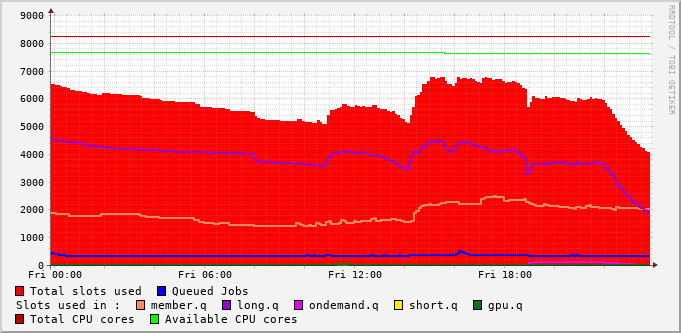 9000
8000
7000
6000
5000
4000
3000
2000
1000
0
Fri 00:00 Fri 06:00 Fri 12:00 Fri 18:00
Total slots used Queued Jobs
Slots used in : member.q long.q ondemand.q short.q gpu.q
Total CPU cores Available CPU cores
RRDTOOL / TOBI OETIKER